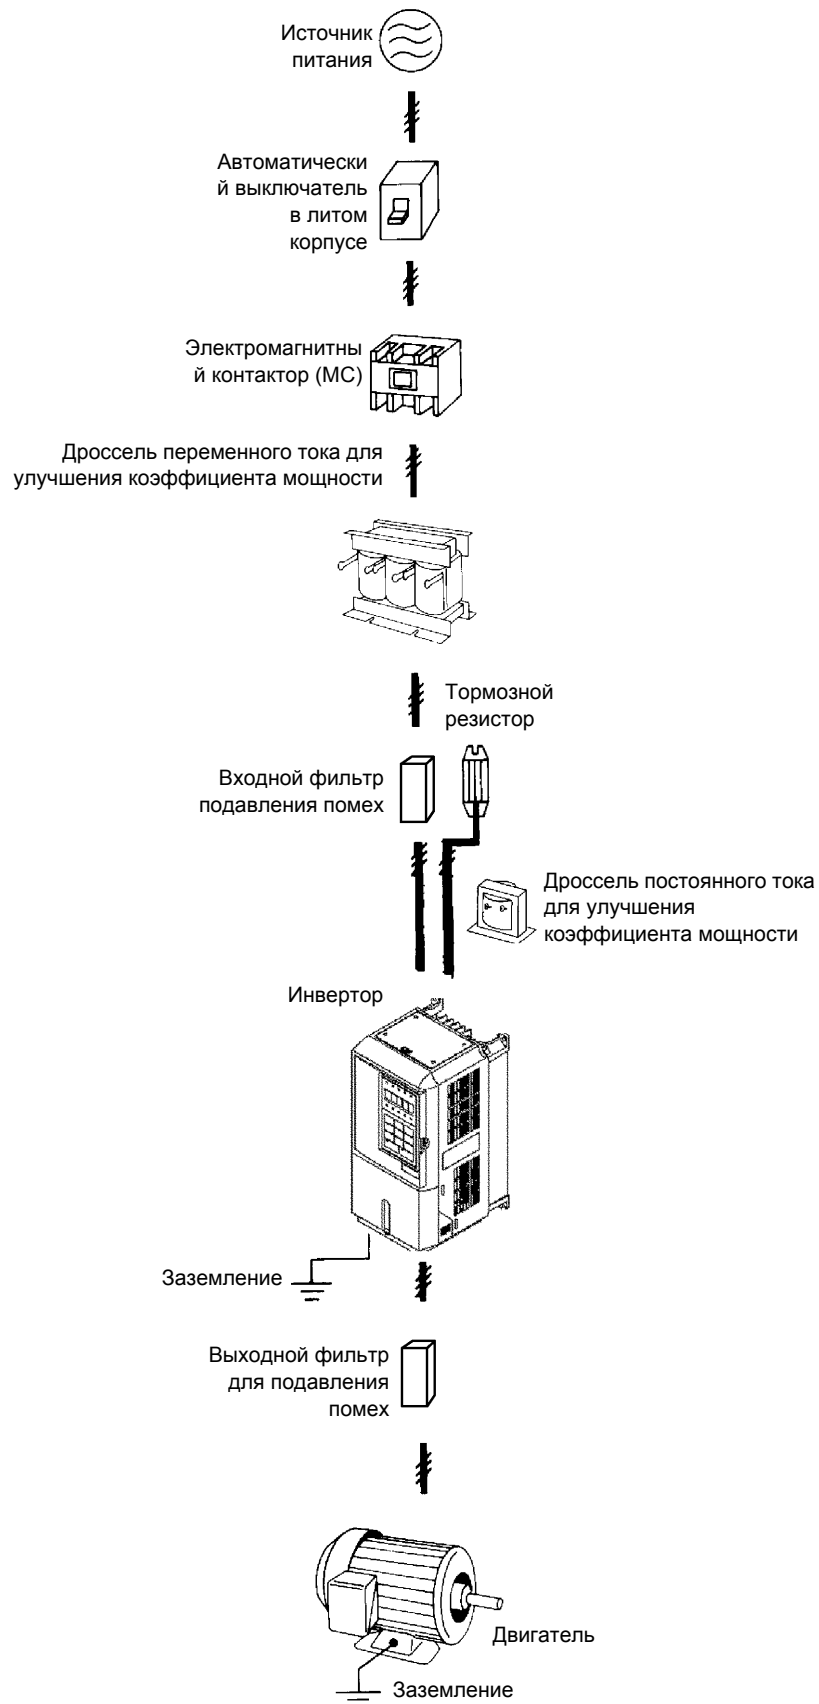 Источник
питания
Автоматически
й выключатель
в литом
корпусе
Электромагнитны
й контактор (MC)
Дроссель переменного тока для
улучшения коэффициента мощности
Тормозной
резистор
Входной фильтр
подавления помех
Дроссель постоянного тока
для улучшения
коэффициента мощности
Инвертор
Заземление
Выходной фильтр
для подавления
помех
Двигатель
Заземление